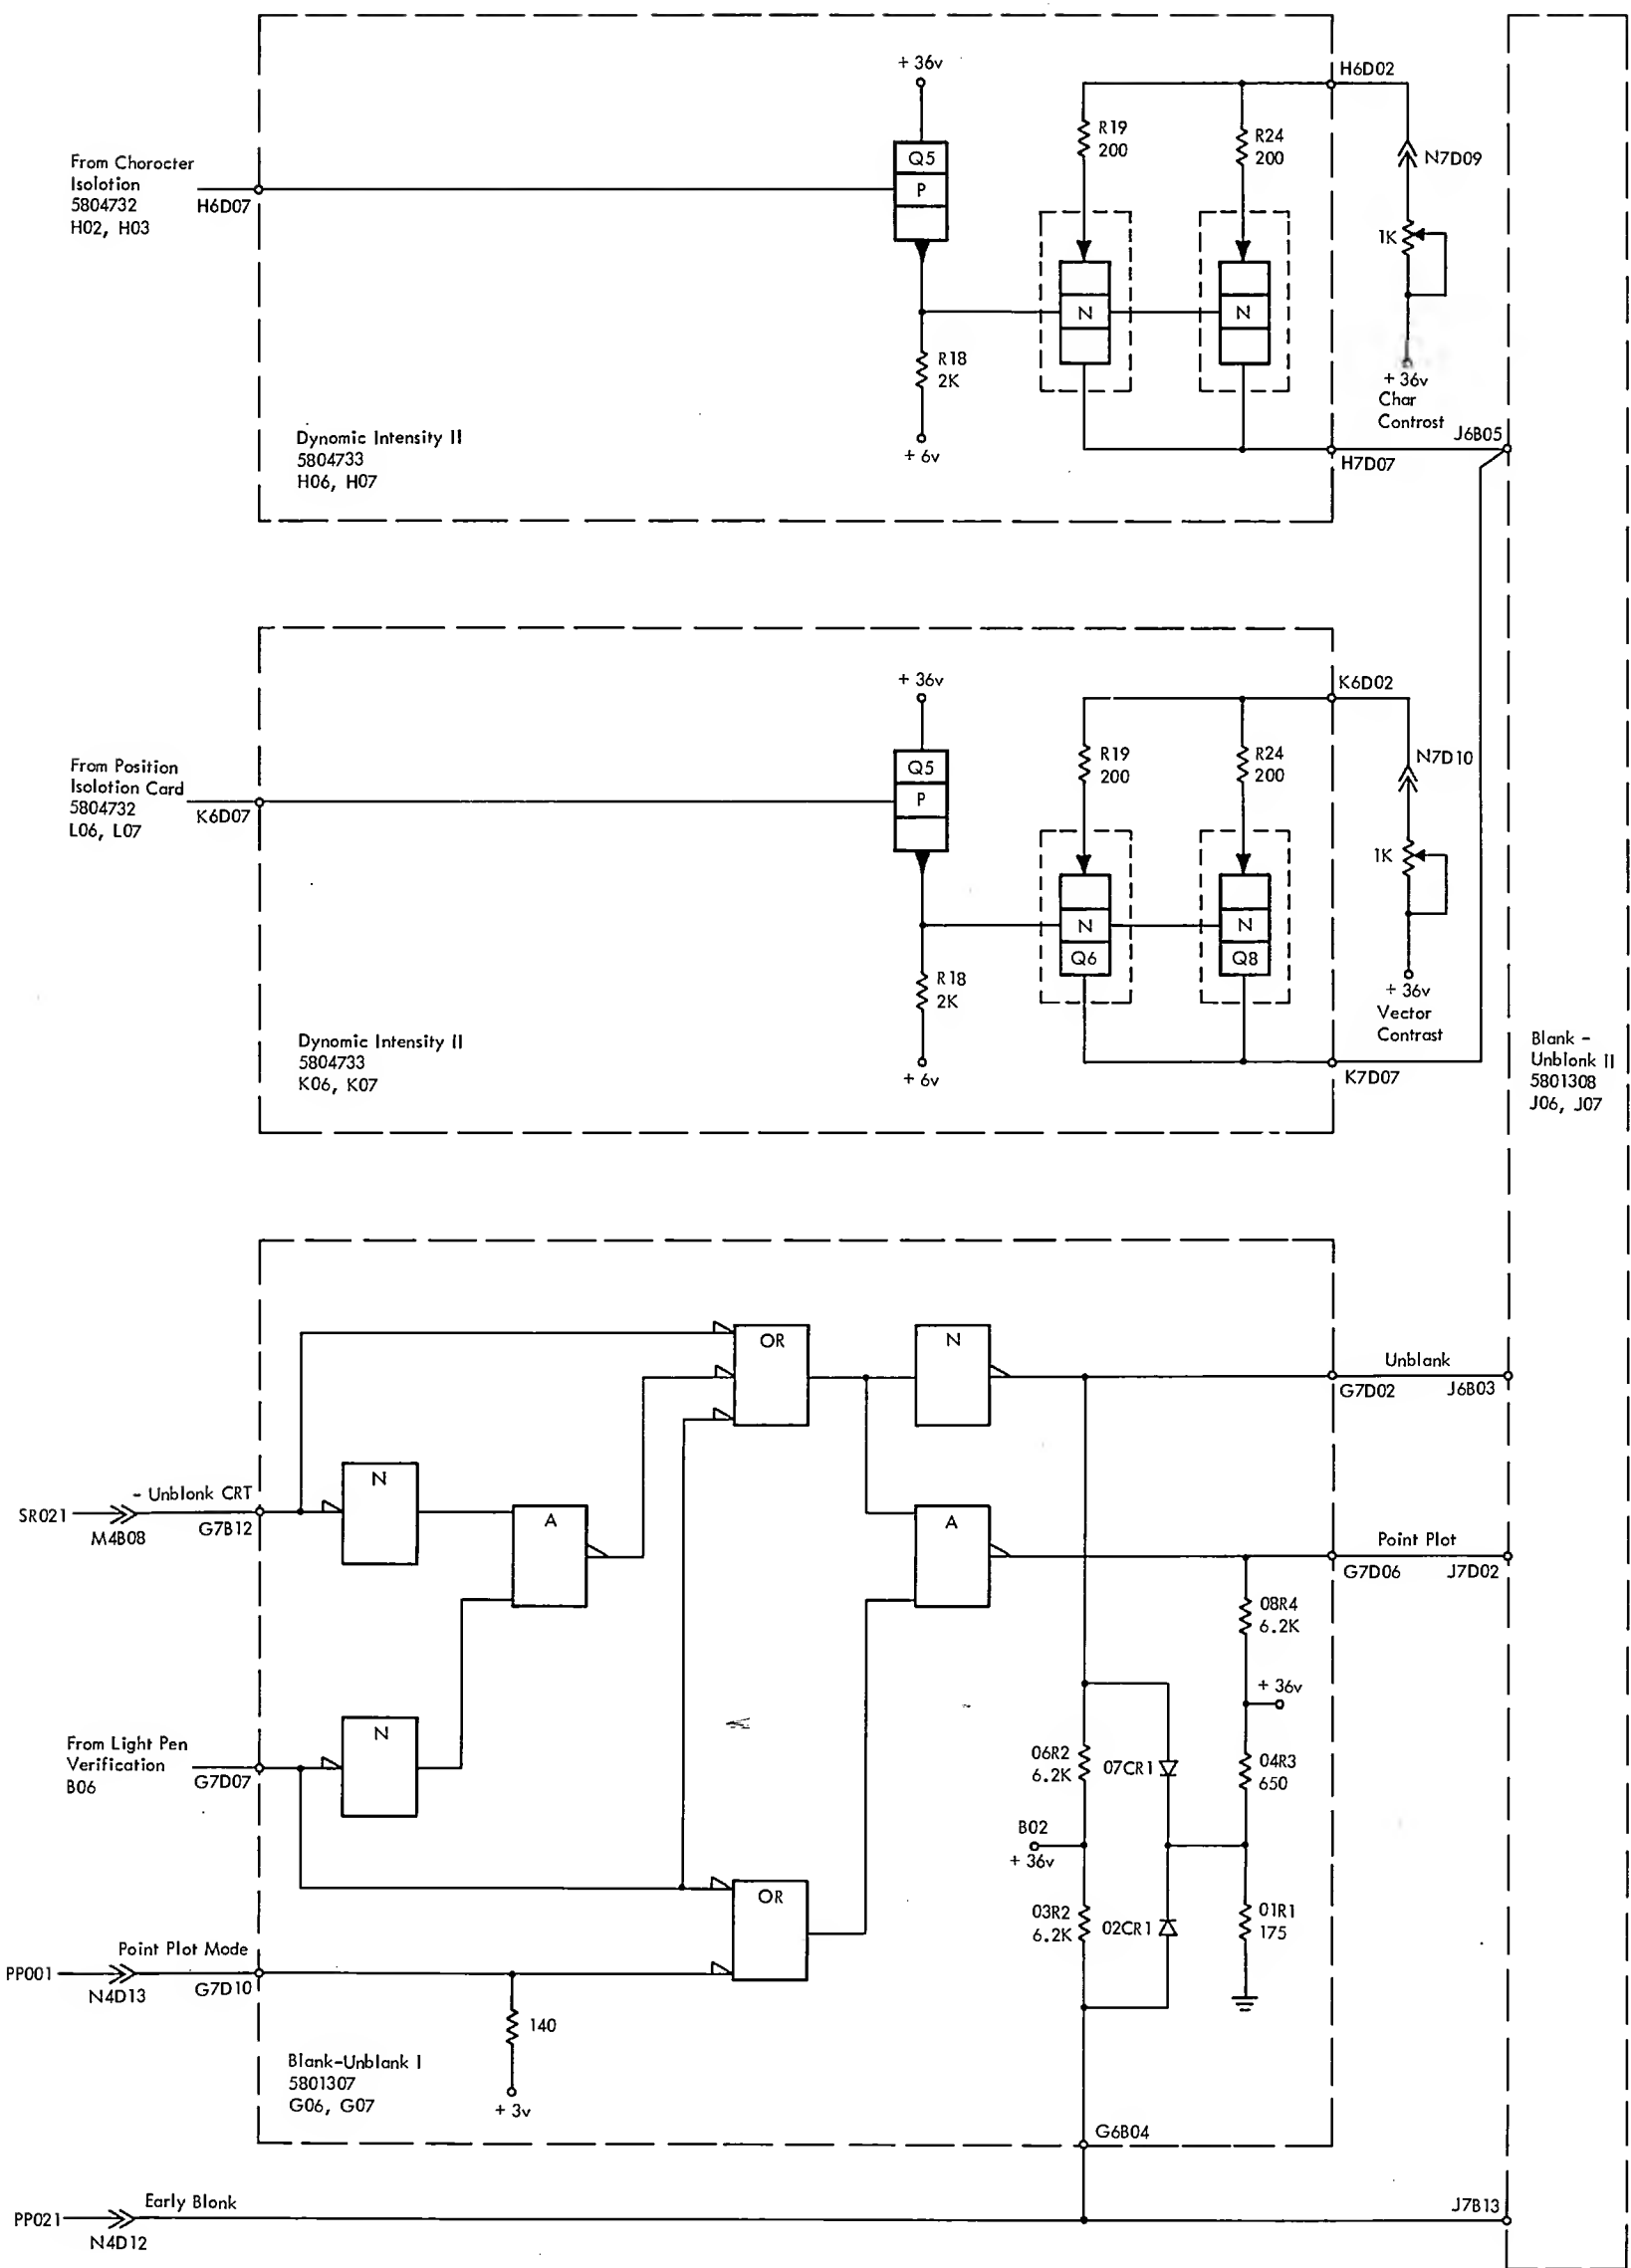 + 36v
H6D02
R19
200
R24
200
N7D09
Q5
P
From Chorocter
Isolotion
5804732
H02, H03
H6D07
1K
N
N
R18
2K
+ 36v
Char
Controst
Dynomic Intensity II
5804733
H06, H07
+ 6v
J6B05
H7D07
+ 36v
K6D02
R19
200
R24
200
N7D10
From Position
Isolotion Card
5804732
L06, L07
K6D07
Q5
P
1K
N
Q6
N
Q8
R18
2K
+ 36v
Vector
Contrast
Dynomic Intensity II
5804733
K06, K07
+ 6v
K7D07
Blank -
Unblonk II
5801308
J06, J07
OR
N
Unblank
G7D02
J6B03
- Unblonk CRT
SR021
M4B08
G7B12
N
A
A
Point Plot
G7D06
J7D02
08R4
6.2K
+ 36v
From Light Pen
Verification
B06
G7D07
N
06R2
6.2K
07CR1
04R3
650
B02
+ 36v
OR
03R2
6.2K
02CR1
01R1
175
Point Plot Mode
PP001
N4D13
G7D10
140
Blank-Unblank I
5801307
G06, G07
+ 3v
G6B04
Early Blonk
PP021
N4D12
J7B13